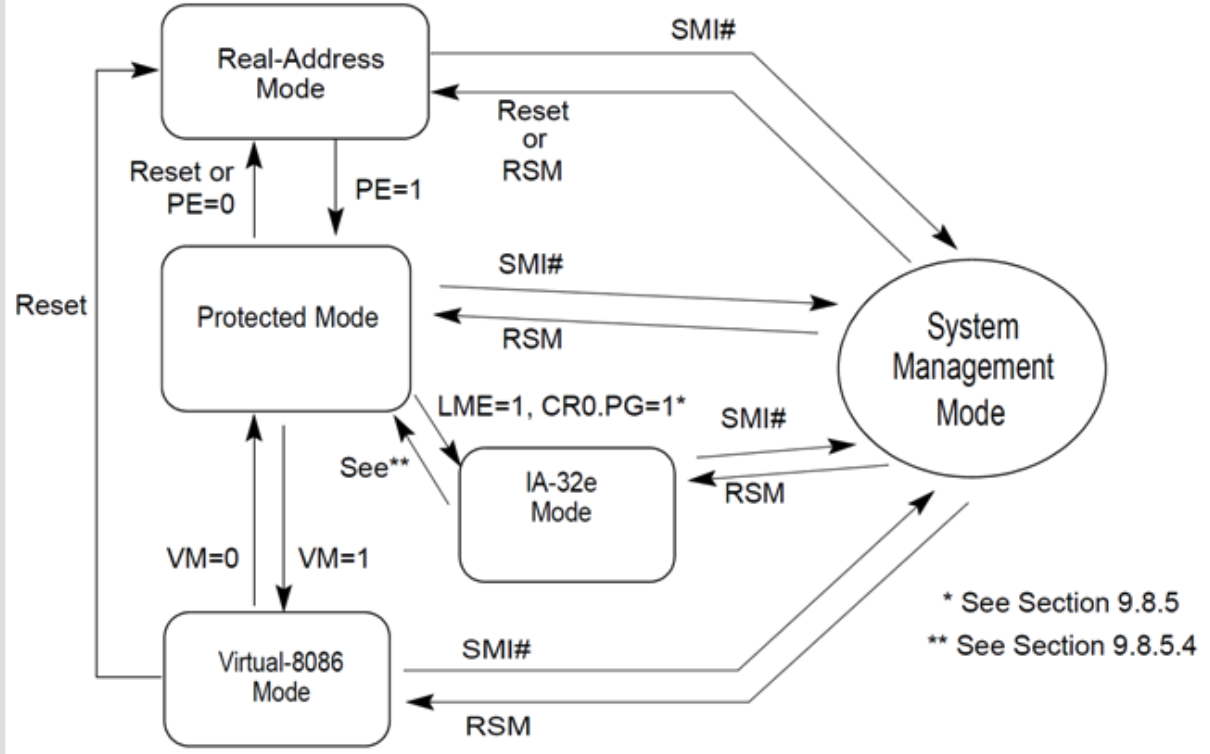 SMI#
Real-Address
Mode
Reset
or
RSM
Reset or
PE=0
PE=1
SMI#
Reset
Protected Mode
RSM
System
Management
Mode
LME=1, CR0.PG=1*
SMI#
See**
IA-32e
Mode
RSM
VM=0
VM=1
* See Section 9.8.5
** See Section 9.8.5.4
Virtual-8086
Mode
SMI#
RSM